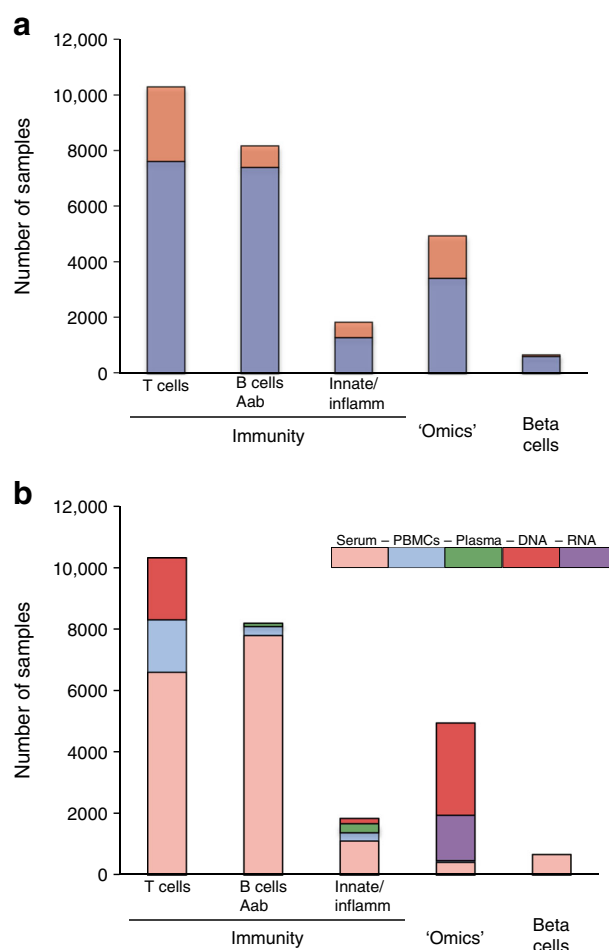 a
12,000
10,000
8000
6000
4000
2000
0
Number of samples
T cells
B cells
Aab
Innate/
inflamm
Immunity
'Omics'
Beta
cells
b
12,000
10,000
8000
6000
4000
2000
0
Number of samples
Serum – PBMCs – Plasma – DNA – RNA
T cells
B cells
Aab
Innate/
inflamm
Immunity
'Omics'
Beta
cells